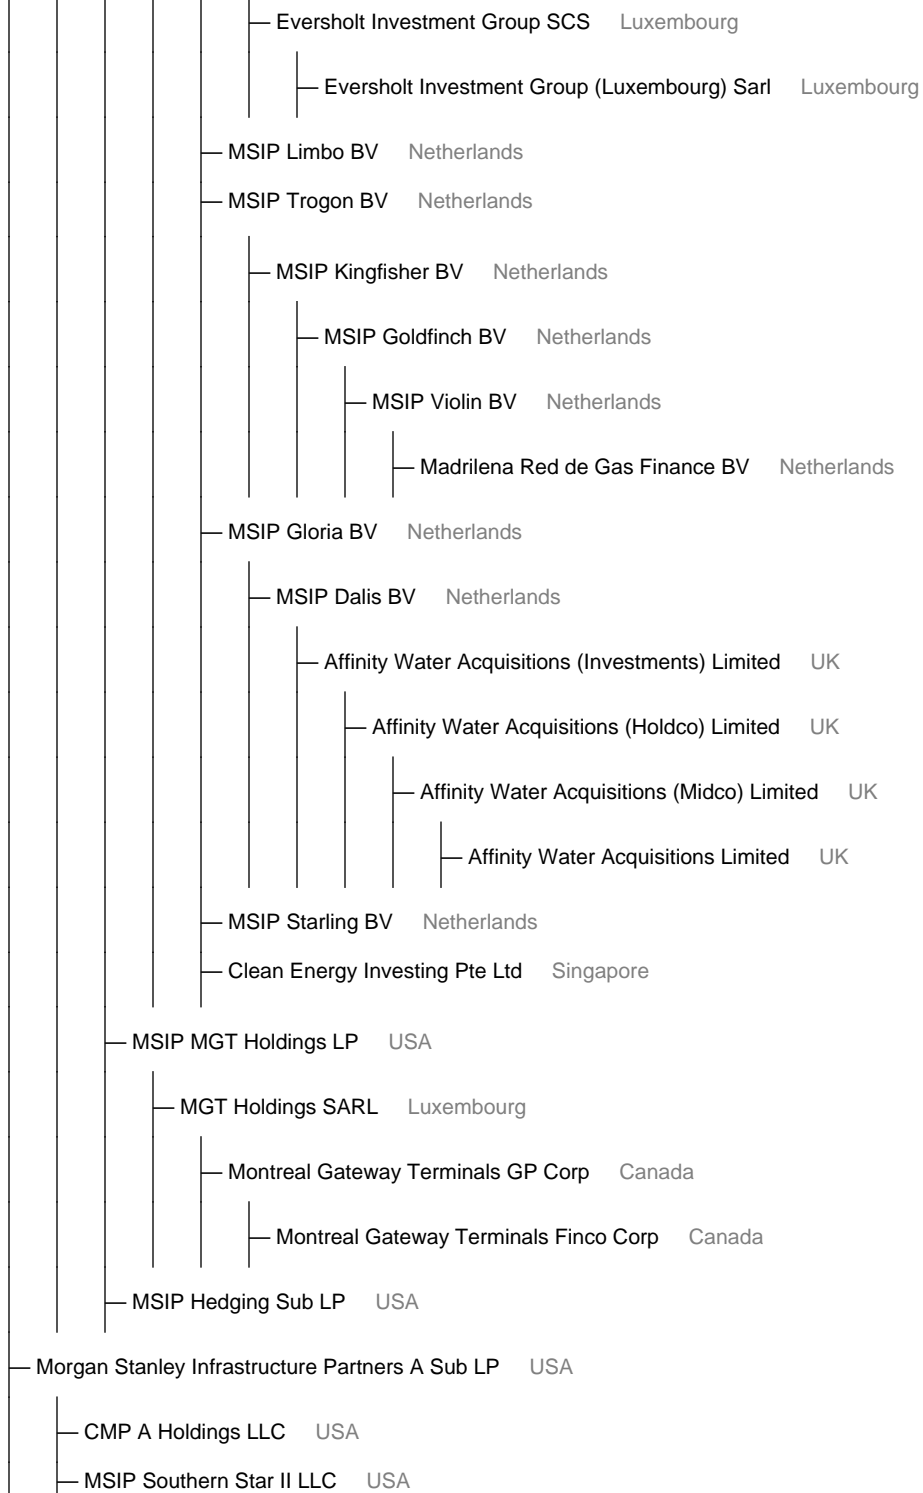 Eversholt Investment Group SCS Luxembourg
Eversholt Investment Group (Luxembourg) Sarl Luxembourg
MSIP Limbo BV Netherlands
MSIP Trogon BV Netherlands
MSIP Kingfisher BV Netherlands
MSIP Goldfinch BV Netherlands
MSIP Violin BV Netherlands
Madrilena Red de Gas Finance BV Netherlands
MSIP Gloria BV Netherlands
MSIP Dalis BV Netherlands
Affinity Water Acquisitions (Investments) Limited UK
Affinity Water Acquisitions (Holdco) Limited UK
Affinity Water Acquisitions (Midco) Limited UK
Affinity Water Acquisitions Limited UK
MSIP Starling BV Netherlands
Clean Energy Investing Pte Ltd Singapore
MSIP MGT Holdings LP USA
MGT Holdings SARL Luxembourg
Montreal Gateway Terminals GP Corp Canada
Montreal Gateway Terminals Finco Corp Canada
MSIP Hedging Sub LP USA
Morgan Stanley Infrastructure Partners A Sub LP USA
CMP A Holdings LLC USA
MSIP Southern Star II LLC USA